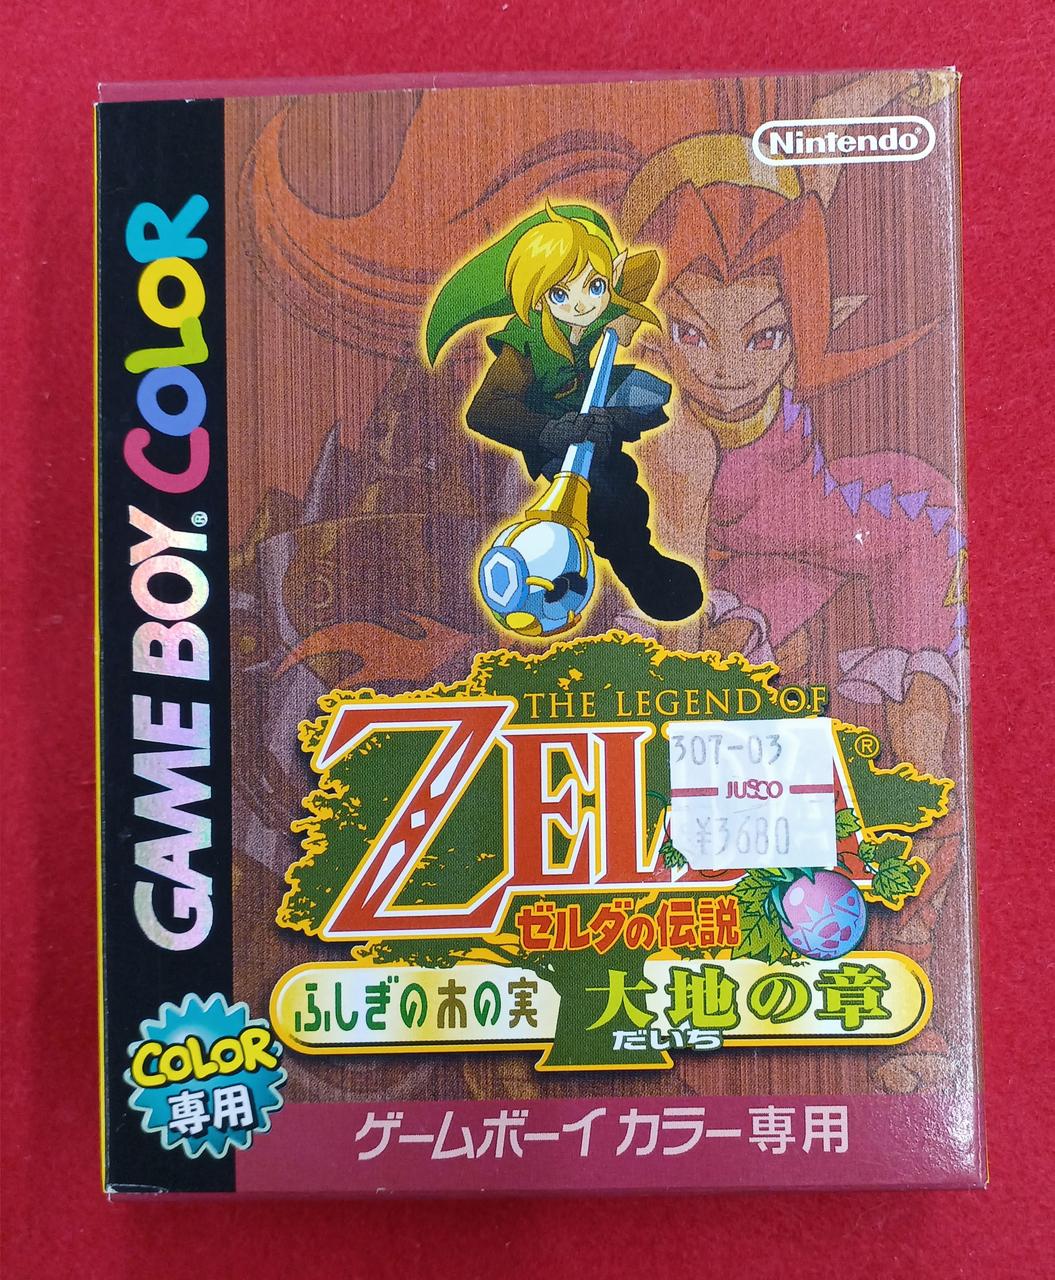 Nintendo®
GAME BOY® COLOR
THE LEGEND OF
ZELDA®
307-03
JUSCO
¥3680
ゼルダの伝説
ふしぎの木の実
大地の章
だいち
COLOR
専用
ゲームボーイカラー専用